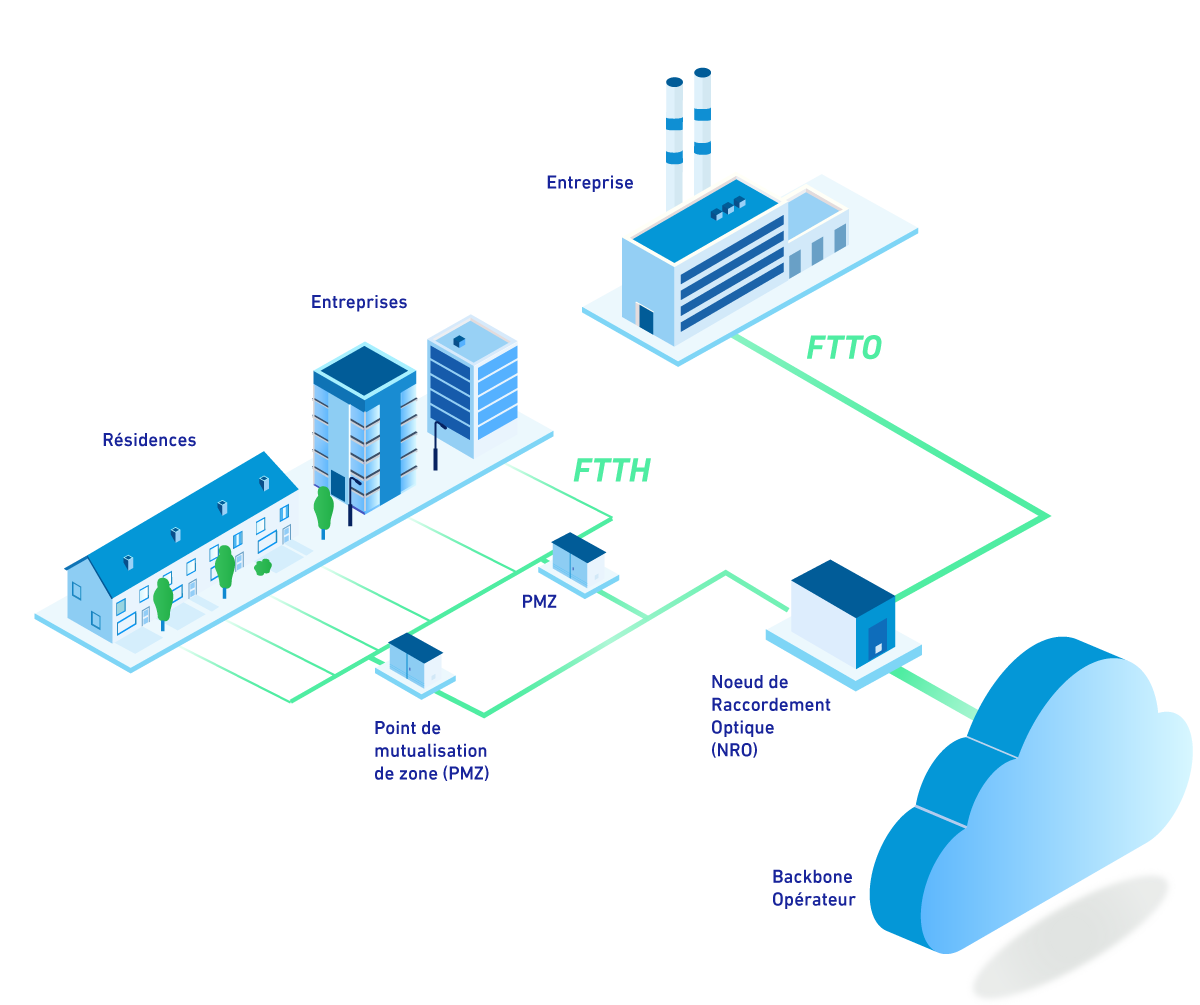 Entreprise
Entreprises
FTTO
Résidences
FTTH
PMZ
Noeud de
Raccordement
Optique
(NRO)
Point de
mutualisation
de zone (PMZ)
Backbone
Opérateur